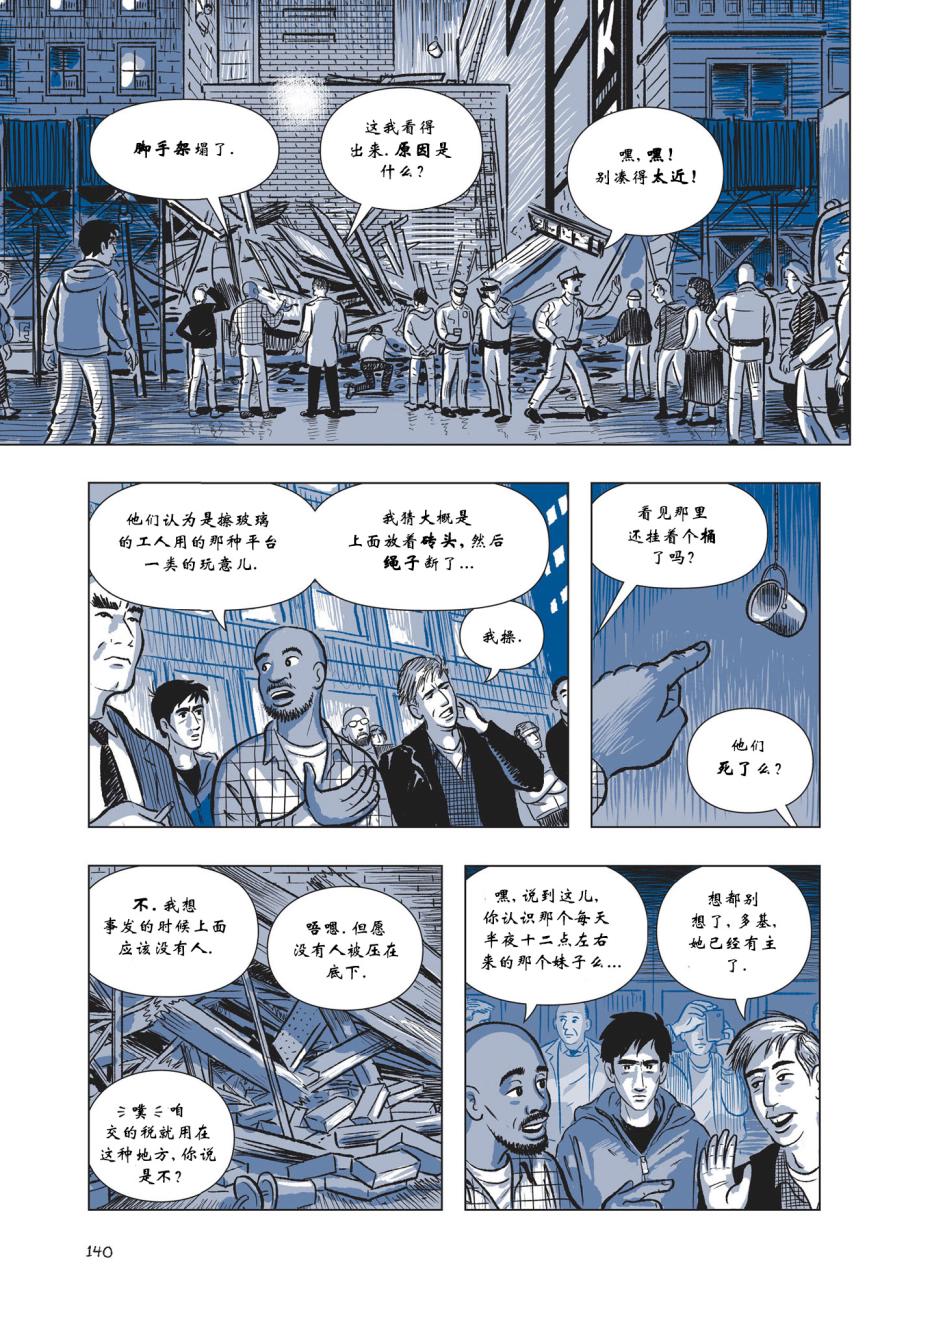 脚手架塌了.
这我看得
出来.原因是
什么?
嘿,嘿!
别凑得太近!
他们认为是擦玻璃
的工人用的那种平台
一类的玩意儿.
我猜大概是
上面放着砖头,然后
绳子断了...
我操.
看见那里
还挂着个桶
了吗?
他们
死了么?
不.我想
事发的时候上面
应该没有人.
唔嗯.但愿
没有人被压在
底下.
噗 咱
交的税就用在
这种地方,你说
是不?
嘿,说到这儿,
你认识那个每天
半夜十二点左右
来的那个妹子么...
想都别
想了,多基,
她已经有主
了.
140